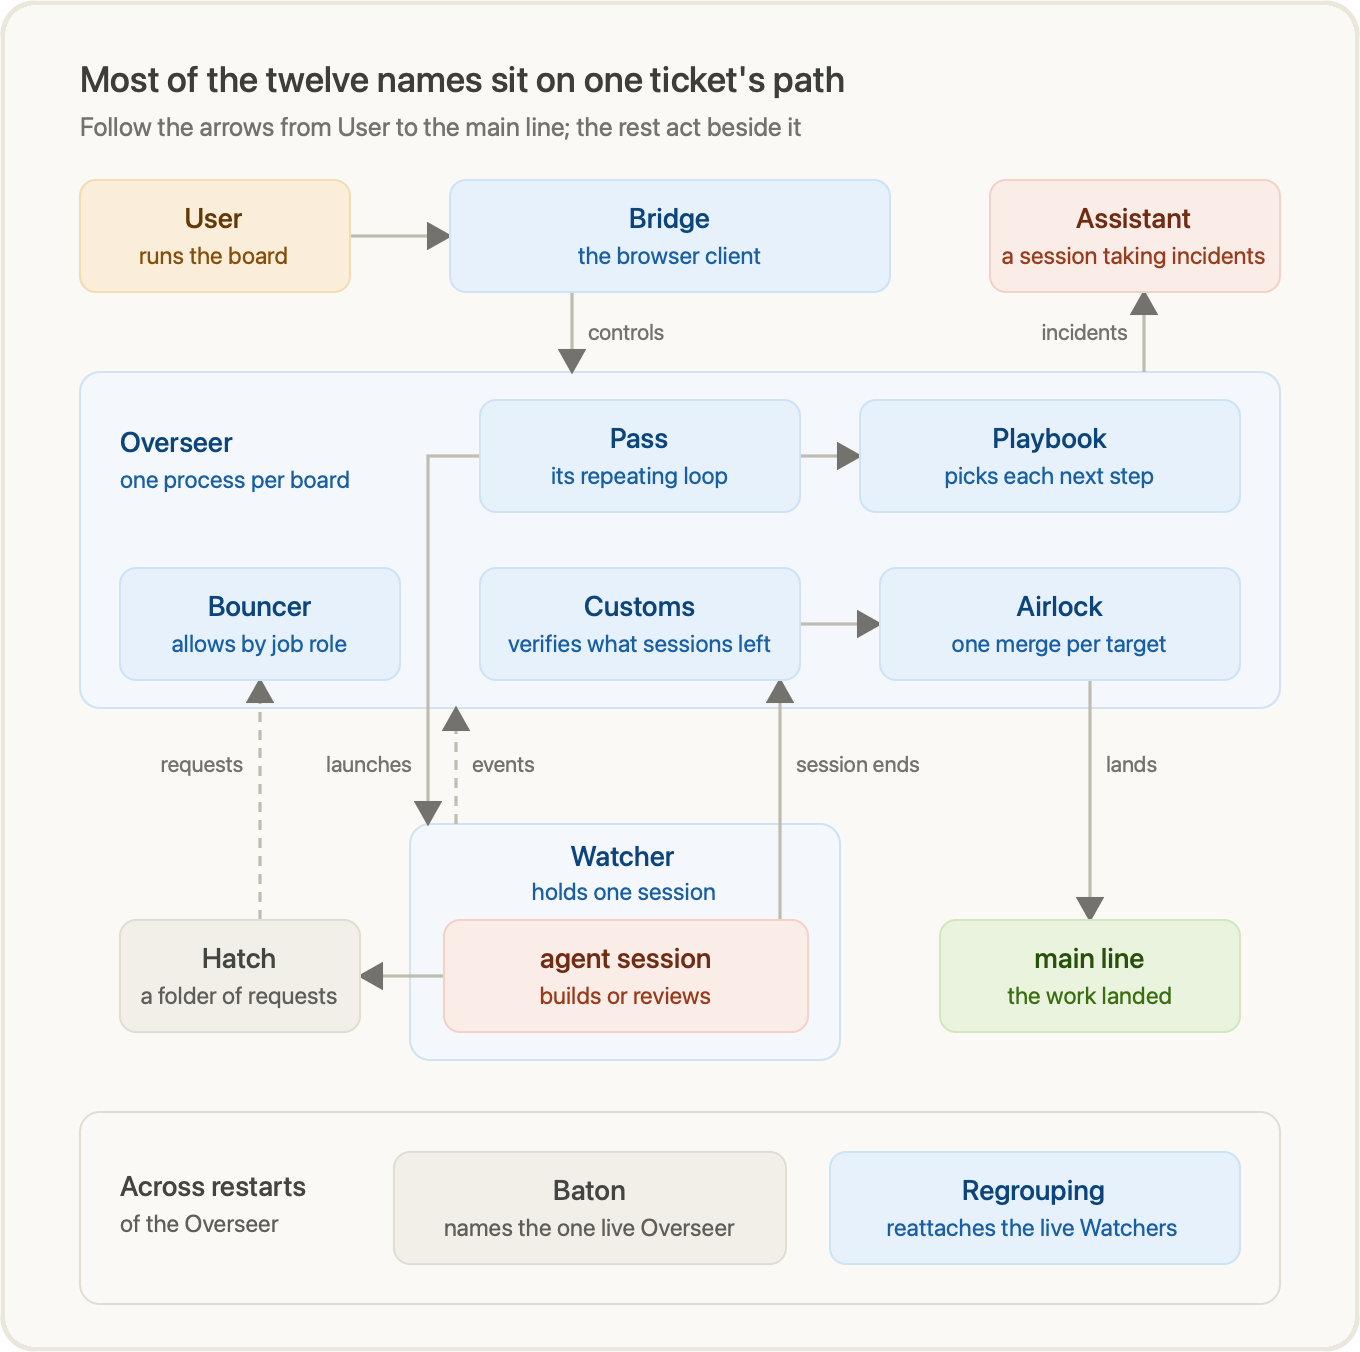 Most of the twelve names sit on one ticket's path
Follow the arrows from User to the main line; the rest act beside it
User
runs the board
Bridge
the browser client
Assistant
a session taking incidents
controls
incidents
Overseer
one process per board
Pass
its repeating loop
Playbook
picks each next step
Bouncer
allows by job role
Customs
verifies what sessions left
Airlock
one merge per target
requests
launches
events
session ends
lands
Watcher
holds one session
Hatch
a folder of requests
agent session
builds or reviews
main line
the work landed
Across restarts
of the Overseer
Baton
names the one live Overseer
Regrouping
reattaches the live Watchers